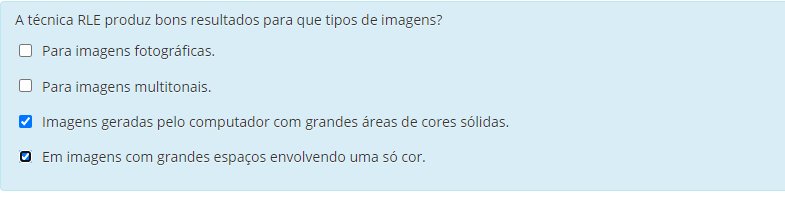 A técnica RLE produz bons resultados para que tipos de imagens?
Para imagens fotográficas.
Para imagens multitonais.
Imagens geradas pelo computador com grandes áreas de cores sólidas.
Em imagens com grandes espaços envolvendo uma só cor.